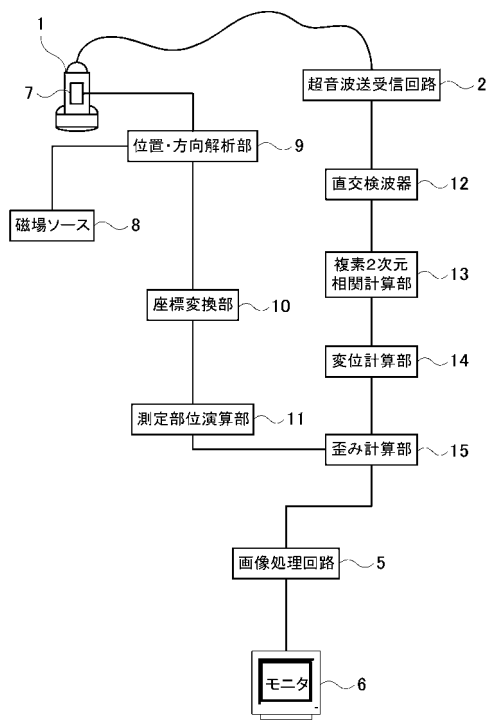 1
7
超音波送受信回路 2
位置・方向解析部 9
直交検波器 12
磁場ソース 8
複素2次元
相関計算部 13
座標変換部 10
変位計算部 14
測定部位演算部 11
歪み計算部 15
画像処理回路 5
モニタ 6